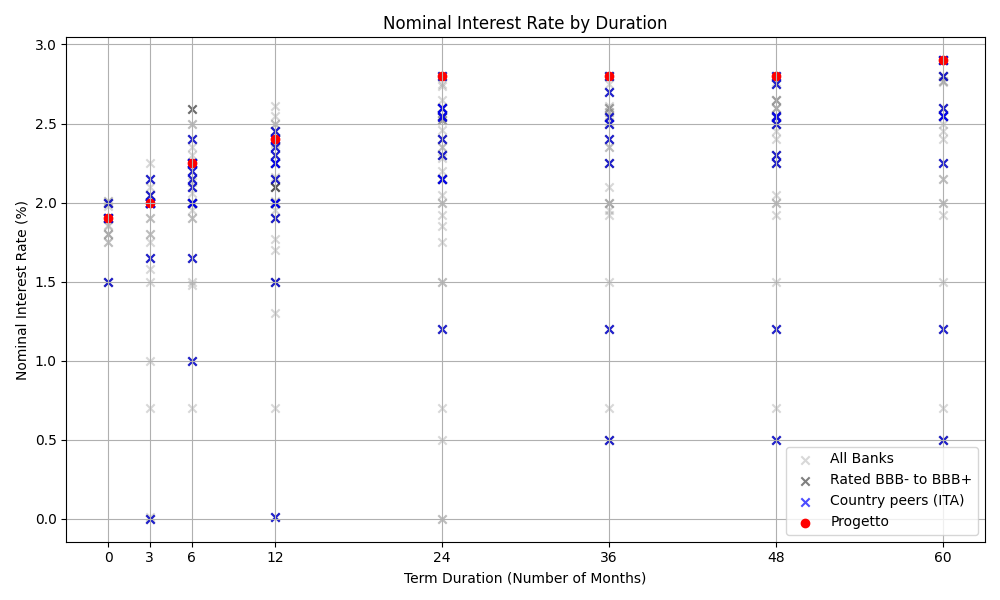 Nominal Interest Rate by Duration
Nominal Interest Rate (%)
3.0
2.5
2.0
1.5
1.0
0.5
0.0
All Banks
Rated BBB- to BBB+
Country peers (ITA)
Progetto
0 3 6 12 24 36 48 60
Term Duration (Number of Months)